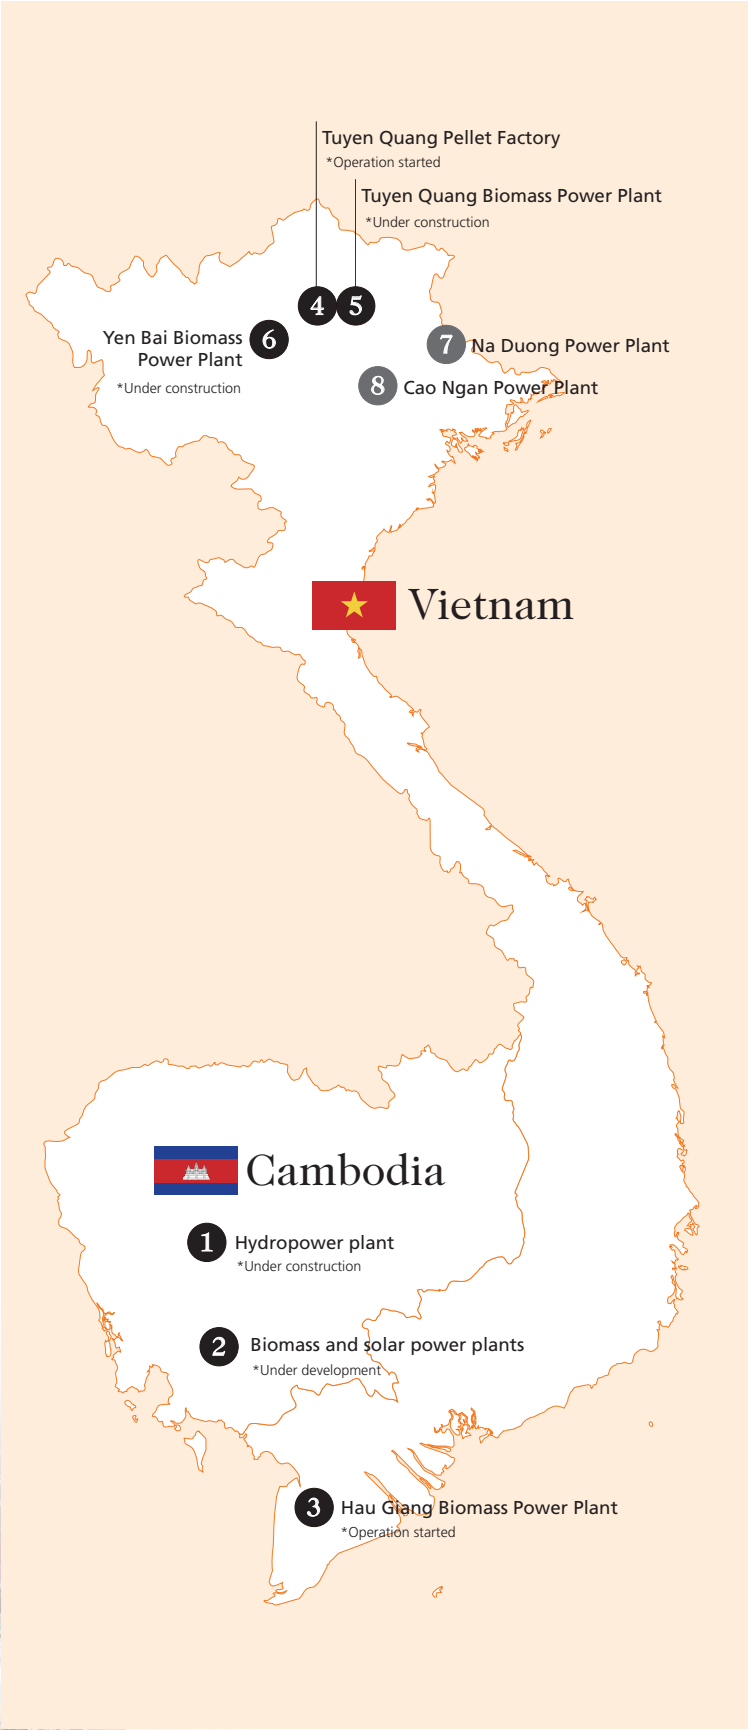 Tuyen Quang Pellet Factory
*Operation started
Tuyen Quang Biomass Power Plant
*Under construction
4
5
Yen Bai Biomass
Power Plant
6
*Under construction
7
Na Duong Power Plant
8
Cao Ngan Power Plant
Vietnam
Cambodia
1
Hydropower plant
*Under construction
2
Biomass and solar power plants
*Under development
3
Hau Giang Biomass Power Plant
*Operation started